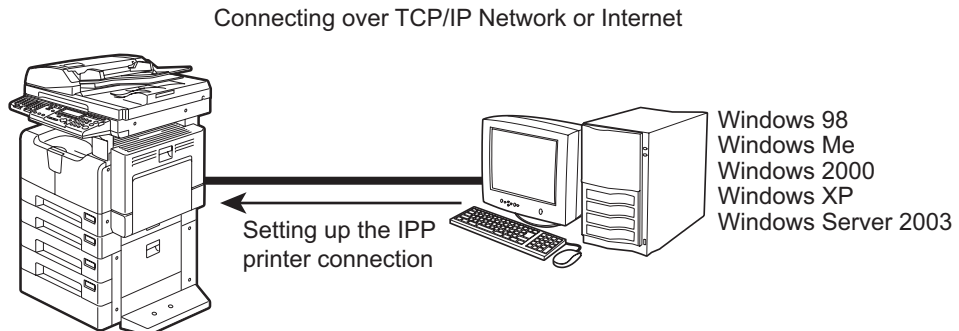 Connecting over TCP/IP Network or Internet
Windows 98
Windows Me
Windows 2000
Windows XP
Windows Server 2003
Setting up the IPP
printer connection